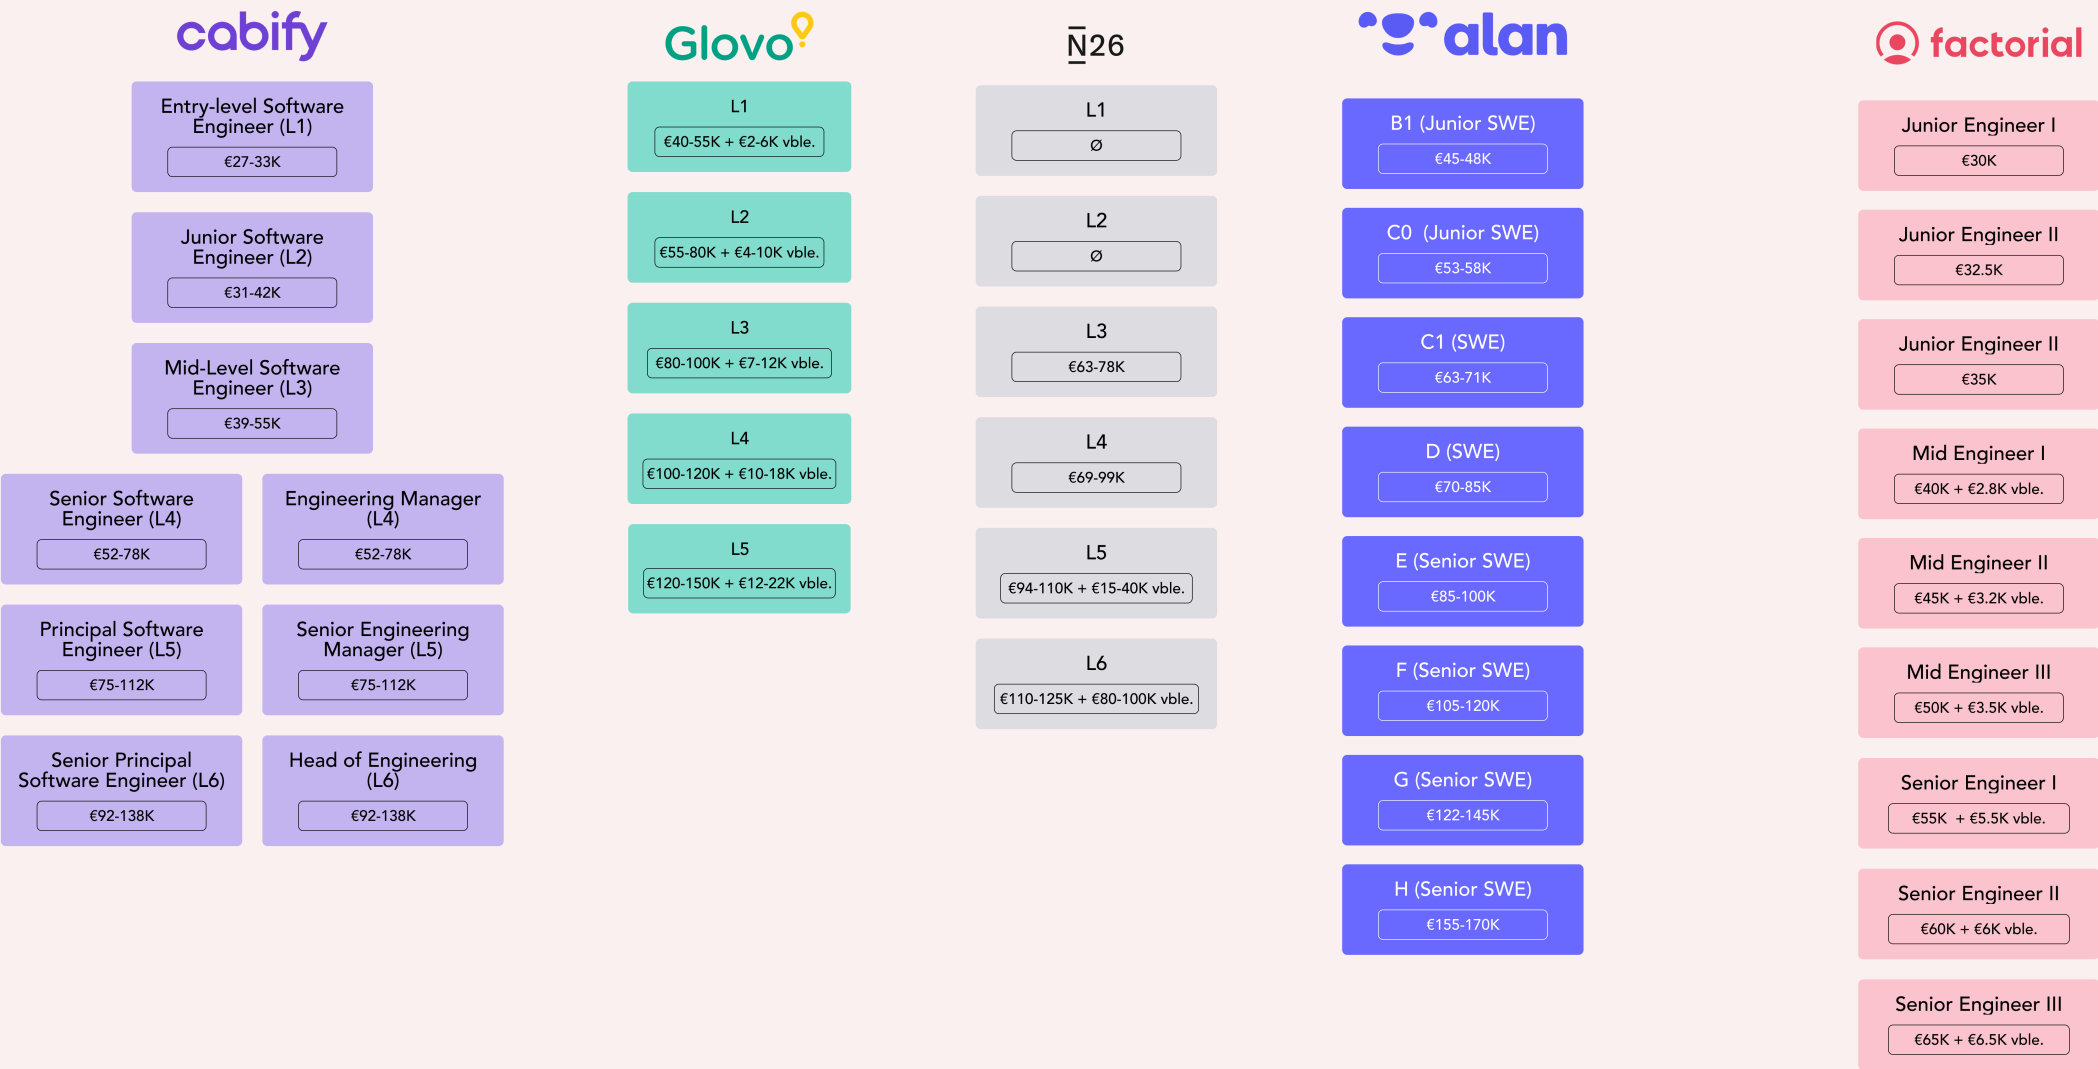 cabify
Entry-level Software
Engineer (L1)
€27-33K
Junior Software
Engineer (L2)
€31-42K
Mid-Level Software
Engineer (L3)
€39-55K
Senior Software
Engineer (L4)
€52-78K
Engineering Manager
(L4)
€52-78K
Principal Software
Engineer (L5)
€75-112K
Senior Engineering
Manager (L5)
€75-112K
Senior Principal
Software Engineer (L6)
€92-138K
Head of Engineering
(L6)
€92-138K
Glovo
L1
€40-55K + €2-6K vble.
L2
€55-80K + €4-10K vble.
L3
€80-100K + €7-12K vble.
L4
€100-120K + €10-18K vble.
L5
€120-150K + €12-22K vble.
N26
L1
Ø
L2
Ø
L3
€63-78K
L4
€69-99K
L5
€94-110K + €15-40K vble.
L6
€110-125K + €80-100K vble.
alan
B1 (Junior SWE)
€45-48K
C0 (Junior SWE)
€53-58K
C1 (SWE)
€63-71K
D (SWE)
€70-85K
E (Senior SWE)
€85-100K
F (Senior SWE)
€105-120K
G (Senior SWE)
€122-145K
H (Senior SWE)
€155-170K
factorial
Junior Engineer I
€30K
Junior Engineer II
€32.5K
Junior Engineer II
€35K
Mid Engineer I
€40K + €2.8K vble.
Mid Engineer II
€45K + €3.2K vble.
Mid Engineer III
€50K + €3.5K vble.
Senior Engineer I
€55K + €5.5K vble.
Senior Engineer II
€60K + €6K vble.
Senior Engineer III
€65K + €6.5K vble.